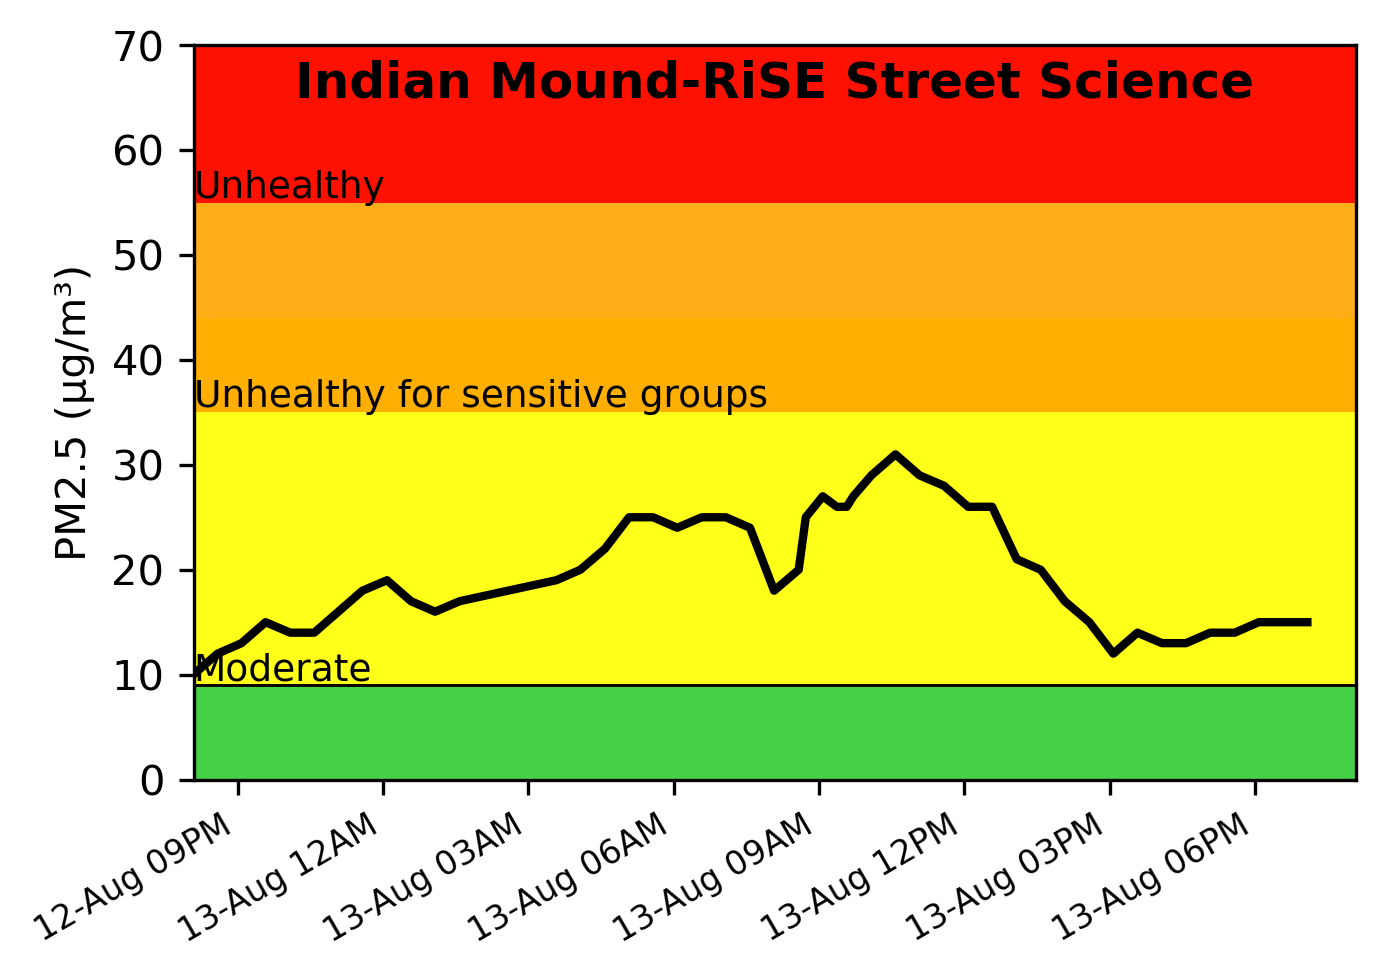 Indian Mound-RiSE Street Science
PM2.5 (µg/m³)
70
60
50
40
30
20
10
0
Unhealthy
Unhealthy for sensitive groups
Moderate
12-Aug 09PM
13-Aug 12AM
13-Aug 03AM
13-Aug 06AM
13-Aug 09AM
13-Aug 12PM
13-Aug 03PM
13-Aug 06PM